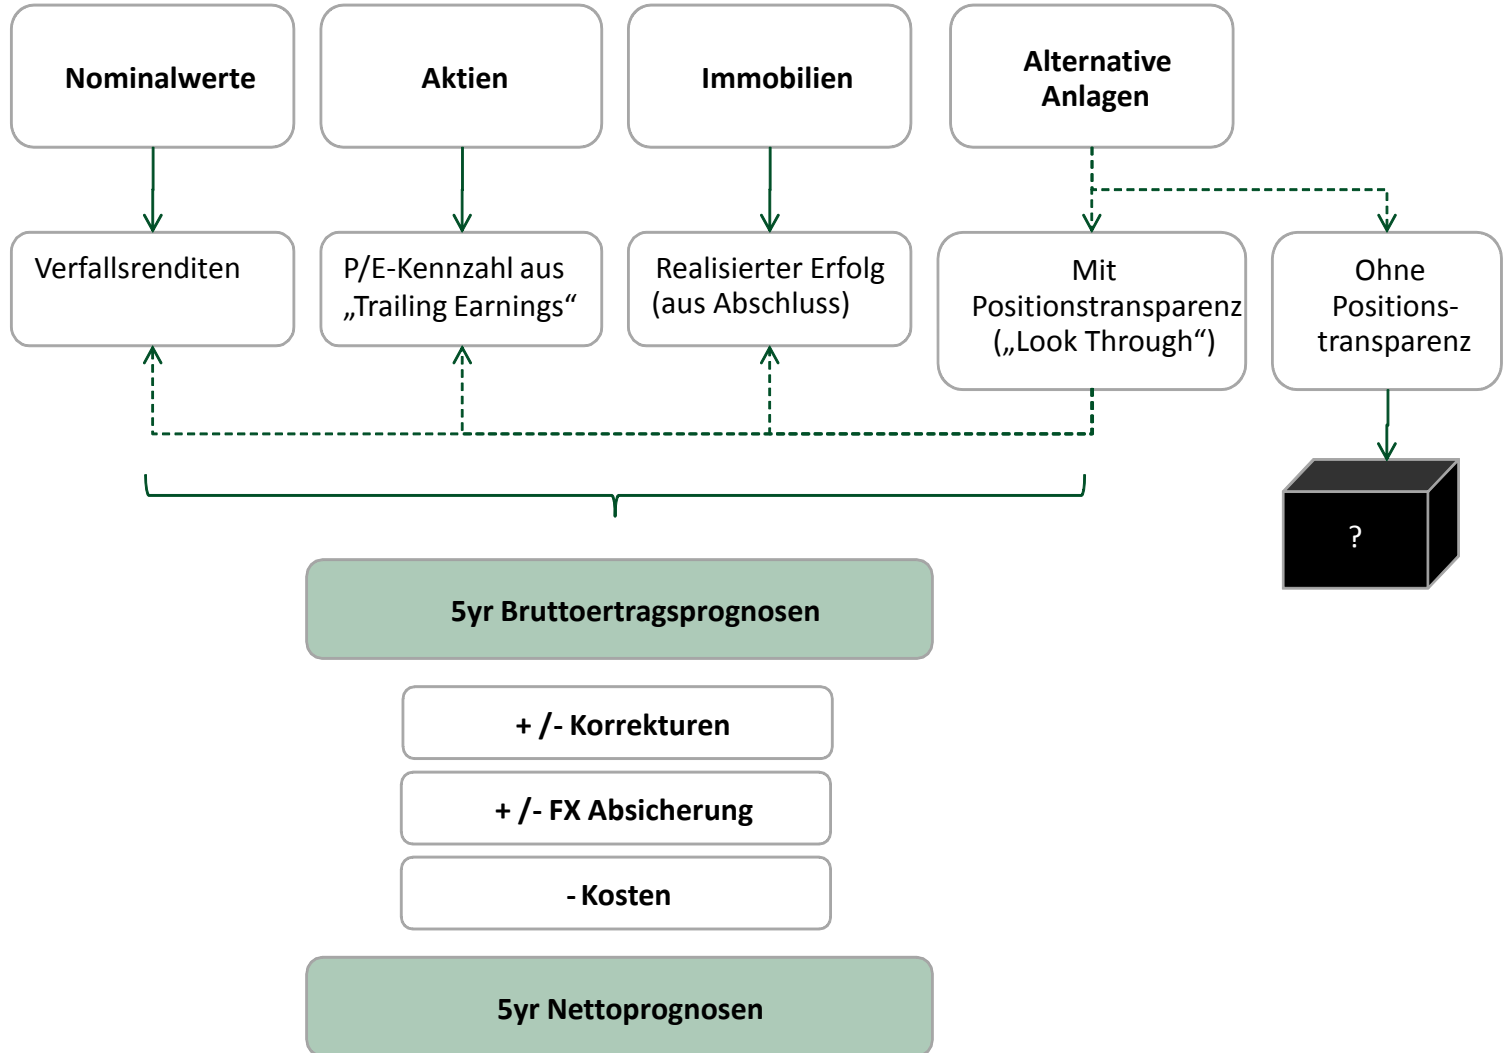 Nominalwerte
Aktien
Immobilien
Alternative
Anlagen
Verfallsrenditen
P/E-Kennzahl aus
„Trailing Earnings“
Realisierter Erfolg
(aus Abschluss)
Mit
Positionstransparenz
(„Look Through“)
Ohne
Positions-
transparenz
?
5yr Bruttoertragsprognosen
+ /- Korrekturen
+ /- FX Absicherung
- Kosten
5yr Nettoprognosen